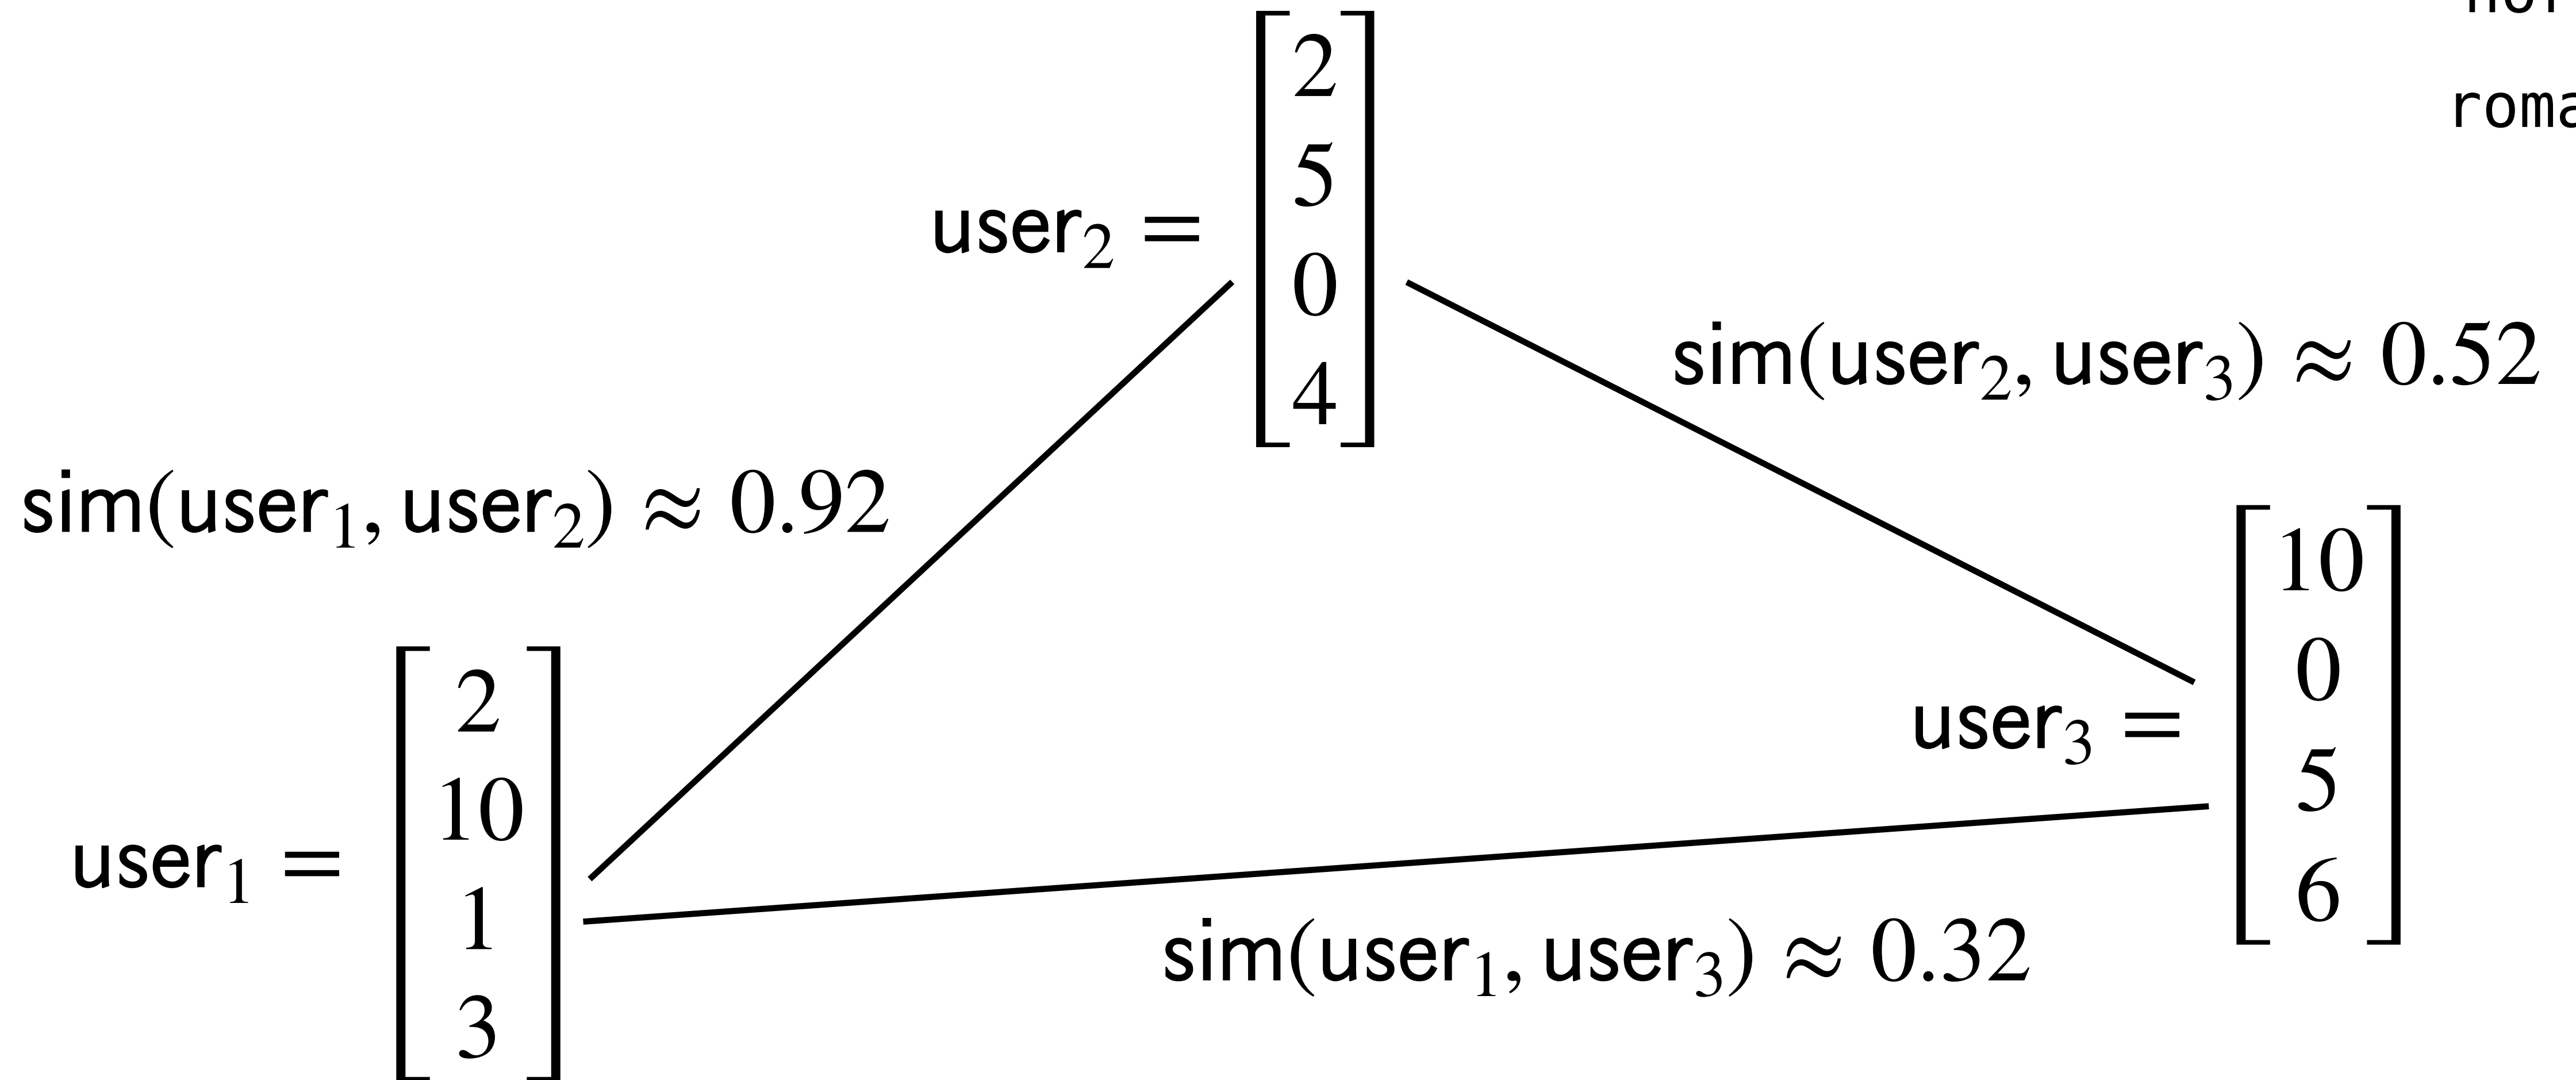 user₂ = [2 5 0 4]
sim(user₂, user₃) ≈ 0.52
sim(user₁, user₂) ≈ 0.92
user₃ = [10 0 5 6]
user₁ = [2 10 1 3]
sim(user₁, user₃) ≈ 0.32